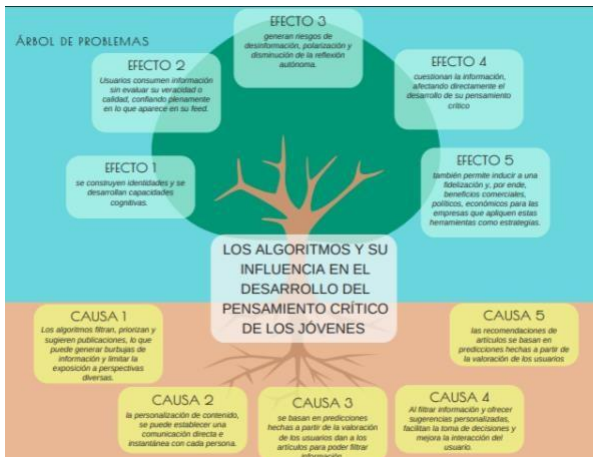 ÁRBOL DE PROBLEMAS
EFECTO 3
generan riesgos de
desinformación, polarización y
disminución de la reflexión
autónoma.
EFECTO 2
Usuarios consumen información
sin evaluar su veracidad o
calidad, confiando plenamente
en lo que aparece en su feed.
EFECTO 4
cuestionan la información,
afectando directamente el
desarrollo de su pensamiento
crítico
EFECTO 1
se construyen identidades y se
desarrollan capacidades
cognitivas.
EFECTO 5
también permite inducir a una
fidelización y, por ende,
beneficios comerciales,
políticos, económicos para las
empresas que apliquen estas
herramientas como estrategias.
LOS ALGORITMOS Y SU
INFLUENCIA EN EL
DESARROLLO DEL
PENSAMIENTO CRÍTICO
DE LOS JÓVENES
CAUSA 1
Los algoritmos filtran, priorizan y
sugieren publicaciones, lo que
puede generar burbujas de
información y limitar la
exposición a perspectivas
diversas.
CAUSA 5
las recomendaciones de
artículos se basan en
predicciones hechas a partir de
la valoración de los usuarios
CAUSA 2
la personalización de contenido,
se puede establecer una
comunicación directa e
instantánea con cada persona.
CAUSA 3
se basan en predicciones
hechas a partir de la valoración
de los usuarios dan a los
artículos para poder filtrar
información
CAUSA 4
Al filtrar información y ofrecer
sugerencias personalizadas,
facilitan la toma de decisiones y
mejora la interacción del
usuario.